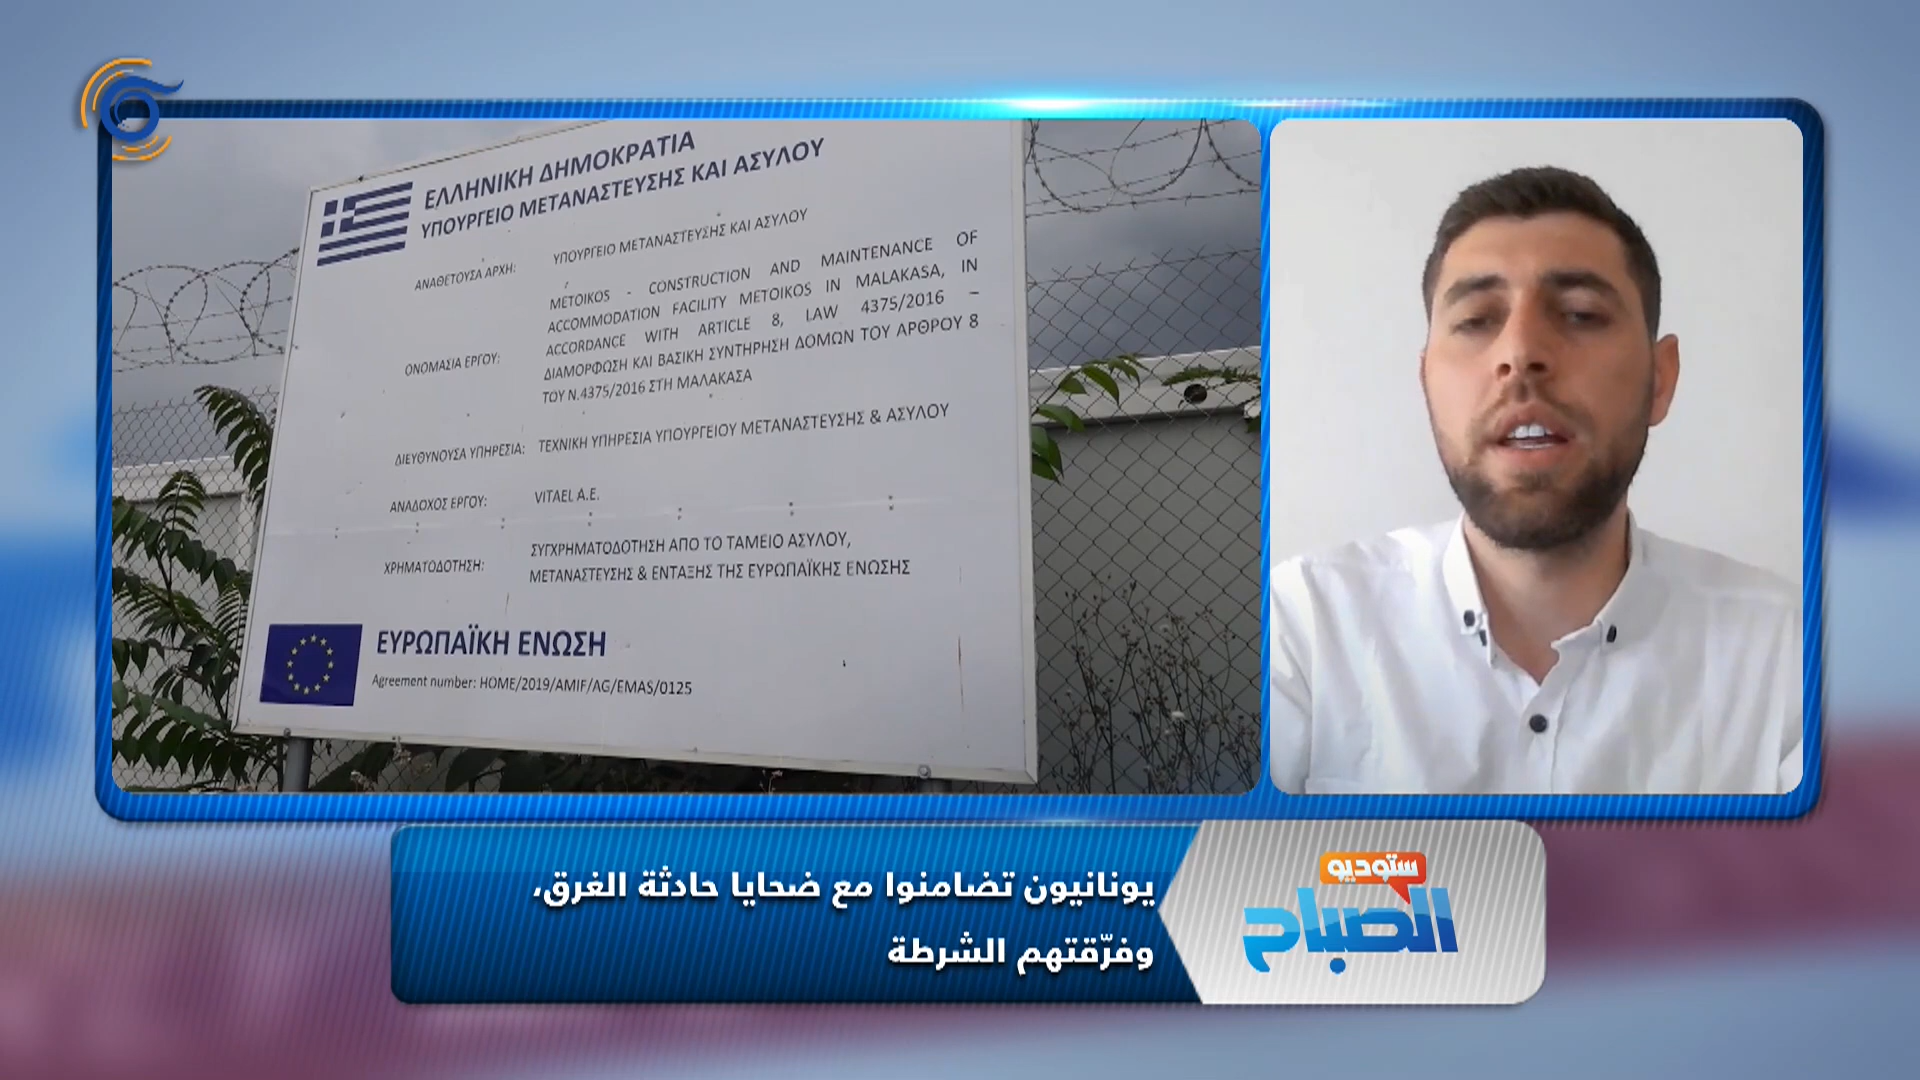 ΕΛΛΗΝΙΚΗ ΔΗΜΟΚΡΑΤΙΑ
ΥΠΟΥΡΓΕΙΟ ΜΕΤΑΝΑΣΤΕΥΣΗΣ ΚΑΙ ΑΣΥΛΟΥ
ΑΝΑΘΕΤΟΥΣΑ ΑΡΧΗ: ΥΠΟΥΡΓΕΙΟ ΜΕΤΑΝΑΣΤΕΥΣΗΣ ΚΑΙ ΑΣΥΛΟΥ
ΟΝΟΜΑΣΙΑ ΕΡΓΟΥ:
METOIKOS - CONSTRUCTION AND MAINTENANCE OF
ACCOMMODATION FACILITY METOIKOS IN MALAKASA, IN
ACCORDANCE WITH ARTICLE 8, LAW 4375/2016 –
ΔΙΑΜΟΡΦΩΣΗ ΚΑΙ ΒΑΣΙΚΗ ΣΥΝΤΗΡΗΣΗ ΔΟΜΩΝ ΤΟΥ ΑΡΘΡΟΥ 8
ΤΟΥ Ν.4375/2016 ΣΤΗ ΜΑΛΑΚΑΣΑ
ΔΙΕΥΘΥΝΟΥΣΑ ΥΠΗΡΕΣΙΑ: ΤΕΧΝΙΚΗ ΥΠΗΡΕΣΙΑ ΥΠΟΥΡΓΕΙΟΥ ΜΕΤΑΝΑΣΤΕΥΣΗΣ & ΑΣΥΛΟΥ
ΑΝΑΔΟΧΟΣ ΕΡΓΟΥ: VITAEL A.E.
ΧΡΗΜΑΤΟΔΟΤΗΣΗ:
ΣΥΓΧΡΗΜΑΤΟΔΟΤΗΣΗ ΑΠΟ ΤΟ ΤΑΜΕΙΟ ΑΣΥΛΟΥ,
ΜΕΤΑΝΑΣΤΕΥΣΗΣ & ΕΝΤΑΞΗΣ ΤΗΣ ΕΥΡΩΠΑΪΚΗΣ ΕΝΩΣΗΣ
ΕΥΡΩΠΑΪΚΗ ΕΝΩΣΗ
Agreement number: HOME/2019/AMIF/AG/EMAS/0125
ستوديو
الصباح
يونانيون تضامنوا مع ضحايا حادثة الغرق،
وفرّقتهم الشرطة